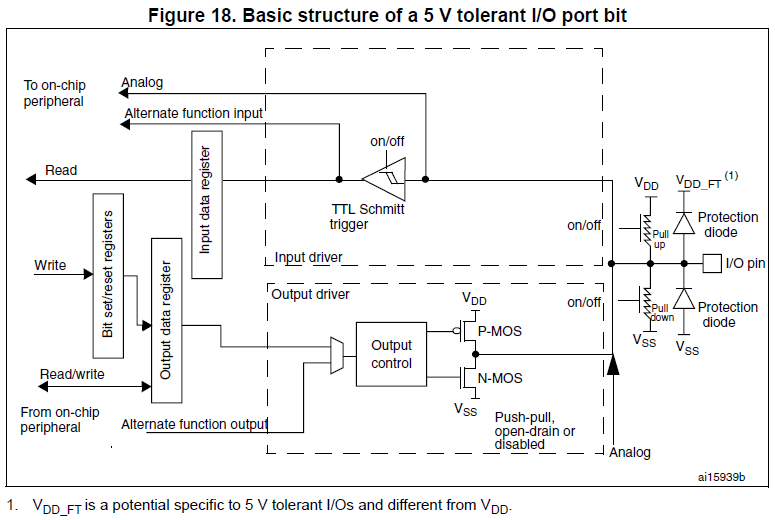 Figure 18. Basic structure of a 5 V tolerant I/O port bit
To on-chip
peripheral
Analog
Alternate function input
on/off
Read
Input data register
TTL Schmitt
trigger
VDD
VDD_FT (1)
Protection
diode
Pull
up
on/off
Input driver
I/O pin
Bit set/reset registers
Write
Output data register
Output driver
VDD
on/off
P-MOS
Pull
down
Protection
diode
VSS
VSS
Output
control
N-MOS
VSS
Read/write
From on-chip
peripheral
Alternate function output
Push-pull,
open-drain or
disabled
Analog
ai15939b
1. VDD_FT is a potential specific to 5 V tolerant I/Os and different from VDD.